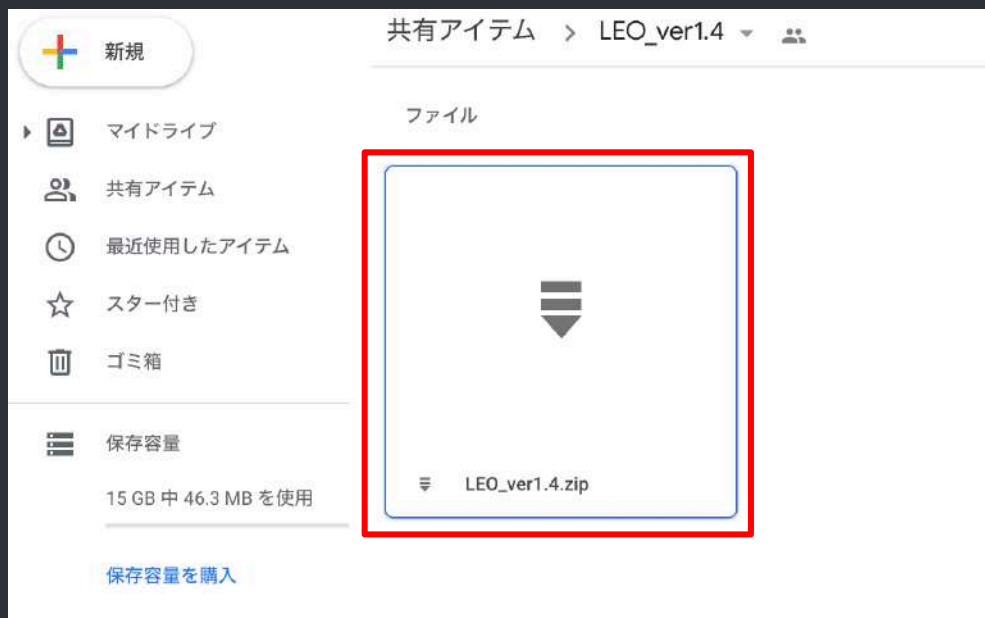 新規
マイドライブ
共有アイテム
最近使用したアイテム
スター付き
ゴミ箱
保存容量
15 GB 中 46.3 MB を使用
保存容量を購入
共有アイテム > LEO_ver1.4
ファイル
LEO_ver1.4.zip